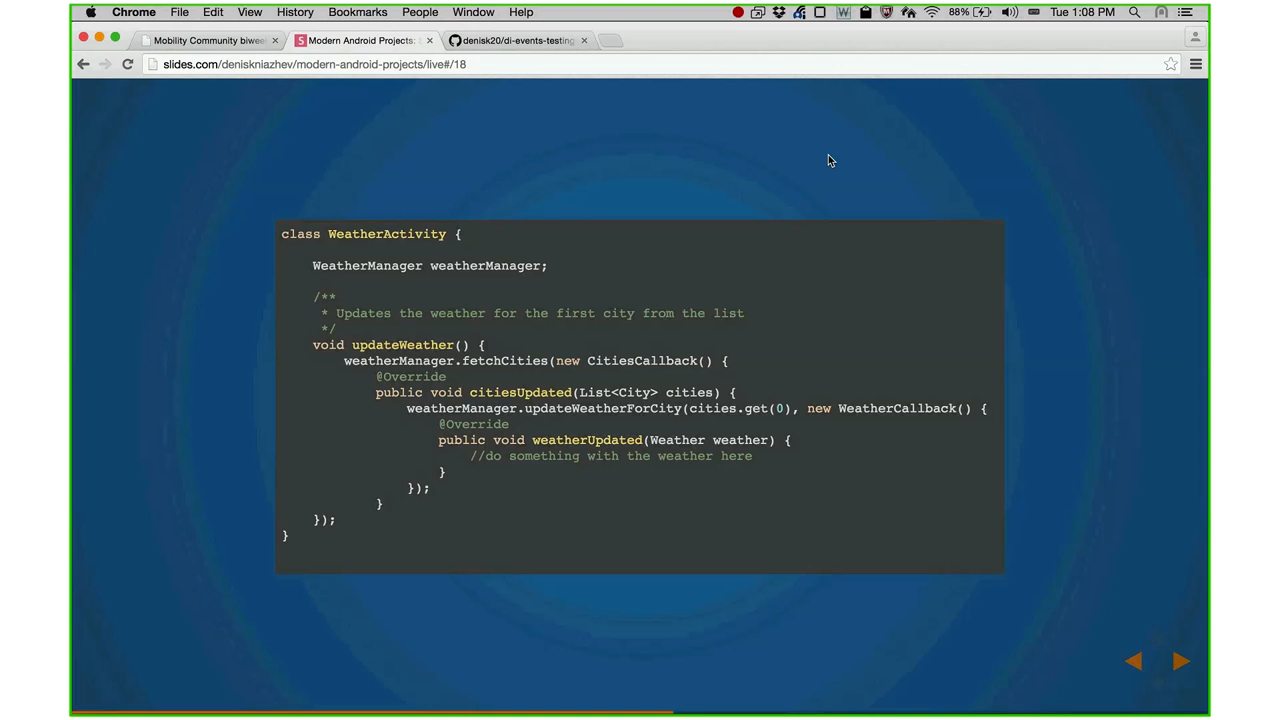 Chrome File Edit View History Bookmarks People Window Help 88% Tue 1:08 PM
Mobility Community biwee
Modern Android Projects:
denisk20/di-events-testing
slides.com/deniskniazhev/modern-android-projects/live#/18
class WeatherActivity {
WeatherManager weatherManager;
/**
* Updates the weather for the first city from the list
*/
void updateWeather() {
weatherManager.fetchCities(new CitiesCallback() {
@Override
public void citiesUpdated(List<City> cities) {
weatherManager.updateWeatherForCity(cities.get(0), new WeatherCallback() {
@Override
public void weatherUpdated(Weather weather) {
//do something with the weather here
}
});
}
});
}